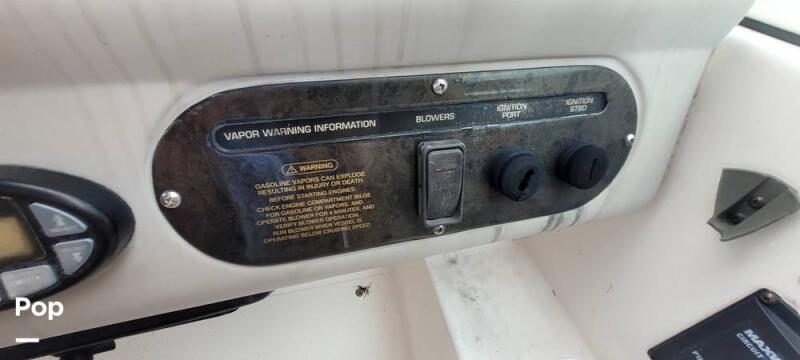 VAPOR WARNING INFORMATION
BLOWERS
IGNITION
PORT
IGNITION
STBD
WARNING
GASOLINE VAPORS CAN EXPLODE
RESULTING IN INJURY OR DEATH.
BEFORE STARTING ENGINES:
-CHECK ENGINE COMPARTMENT BILGE
FOR GASOLINE OR VAPORS, AND
-OPERATE BLOWER FOR 4 MINUTES, AND
-VERIFY BLOWER OPERATION.
RUN BLOWER WHEN VESSEL IS
OPERATING BELOW CRUISING SPEED.
Pop